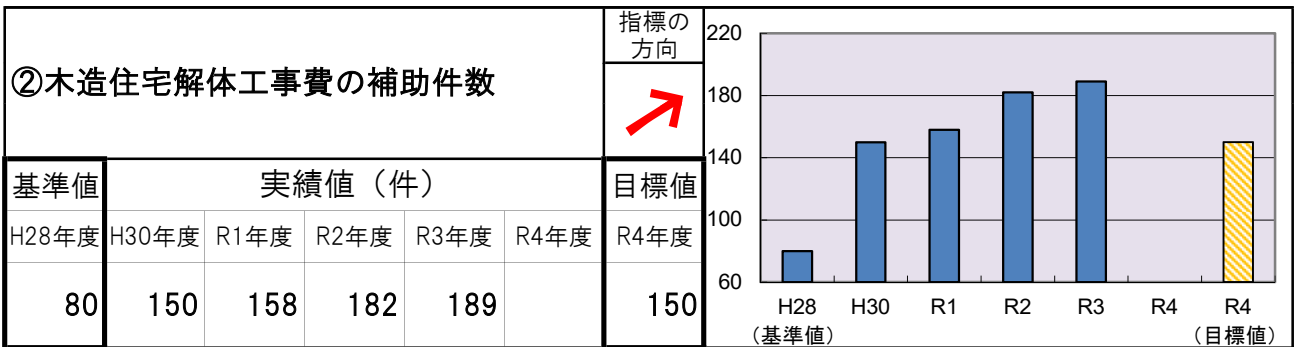 ②木造住宅解体工事費の補助件数
指標の
方向
基準値 実績値（件） 目標値
H28年度 H30年度 R1年度 R2年度 R3年度 R4年度 R4年度
80 150 158 182 189 150
220
180
140
100
60
H28 H30 R1 R2 R3 R4 R4
（基準値） （目標値）